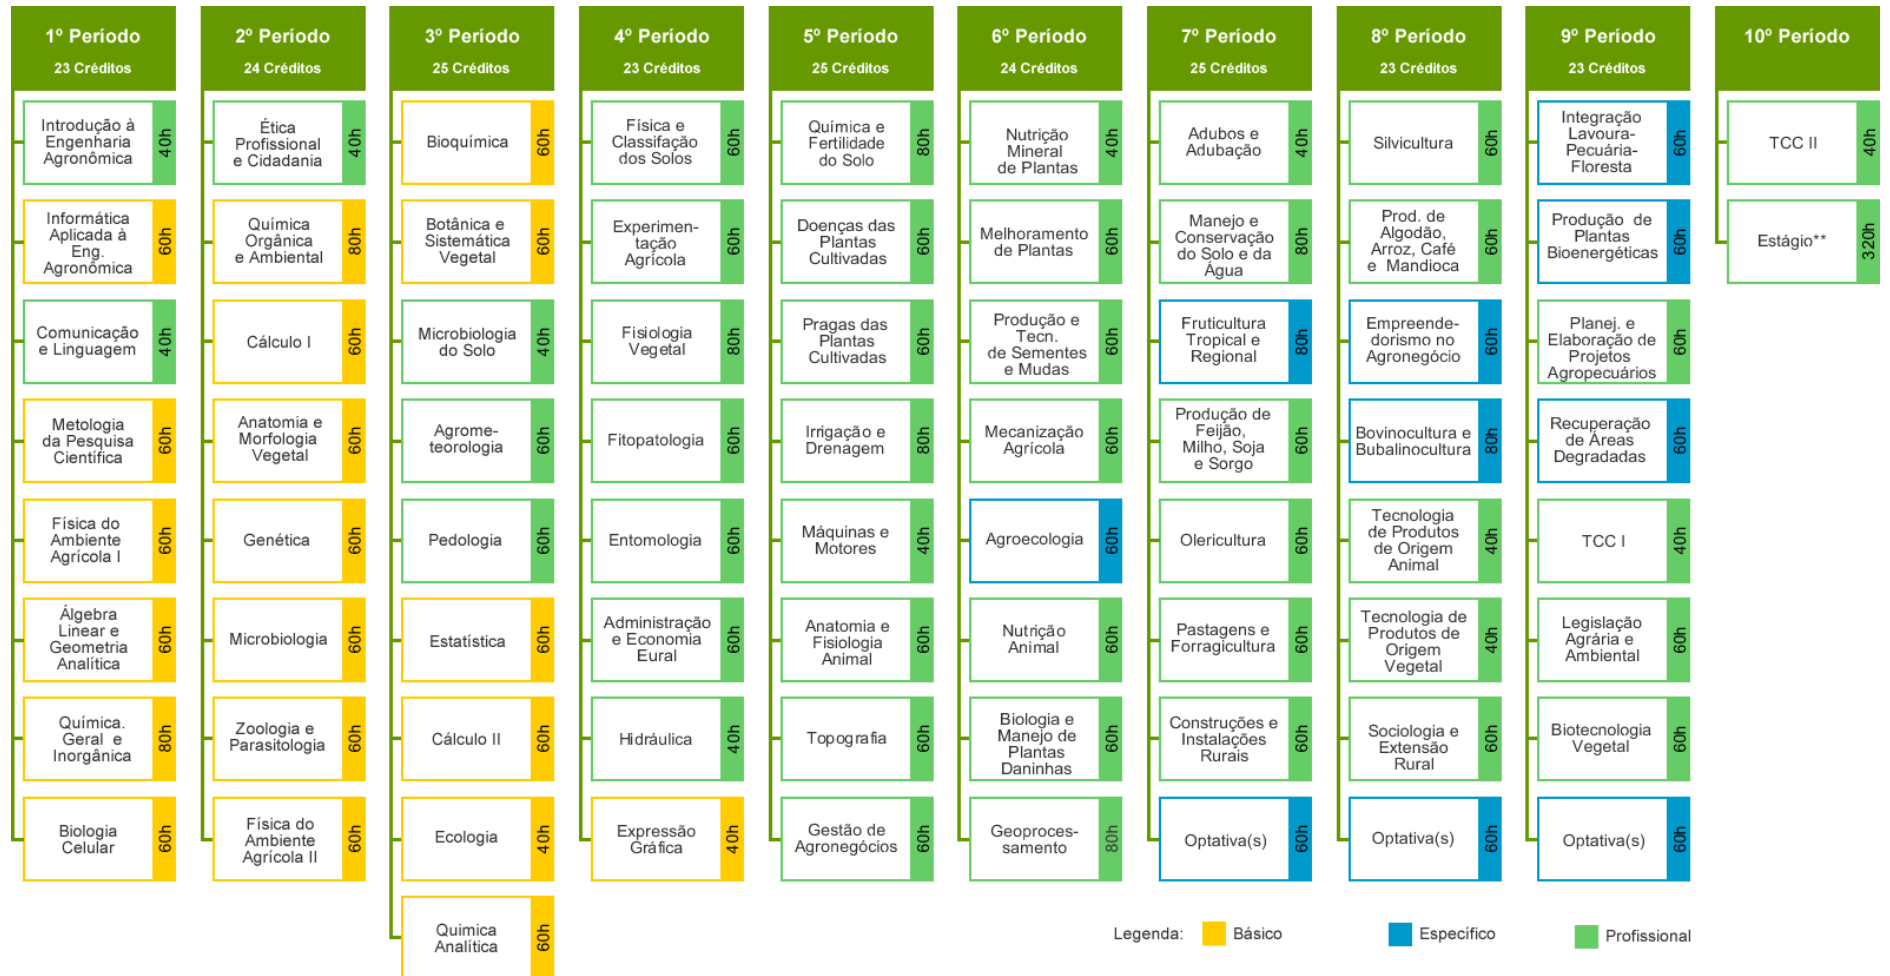 1º Período
23 Créditos
Introdução à
Engenharia
Agronômica
40h
Informática
Aplicada à
Eng.
Agronômica
60h
Comunicação
e Linguagem
40h
Metologia
da Pesquisa
Científica
60h
Física do
Ambiente
Agrícola I
60h
Álgebra
Linear e
Geometria
Analítica
60h
Química.
Geral e
Inorgânica
80h
Biologia
Celular
60h
2º Período
24 Créditos
Ética
Profissional
e Cidadania
40h
Química
Orgânica
e Ambiental
80h
Cálculo I
60h
Anatomia e
Morfologia
Vegetal
60h
Genética
60h
Microbiologia
60h
Zoologia e
Parasitologia
60h
Física do
Ambiente
Agrícola II
60h
3º Período
25 Créditos
Bioquímica
60h
Botânica e
Sistemática
Vegetal
60h
Microbiologia
do Solo
40h
Agrome-
teorologia
60h
Pedologia
60h
Estatística
60h
Cálculo II
60h
Ecologia
40h
Quimica
Analítica
60h
4º Período
23 Créditos
Física e
Classifação
dos Solos
60h
Experimen-
tação
Agrícola
60h
Fisiologia
Vegetal
80h
Fitopatologia
60h
Entomologia
60h
Administração
e Economia
Eural
60h
Hidráulica
40h
Expressão
Gráfica
40h
5º Período
25 Créditos
Química e
Fertilidade
do Solo
80h
Doenças das
Plantas
Cultivadas
60h
Pragas das
Plantas
Cultivadas
60h
Irrigação e
Drenagem
80h
Máquinas e
Motores
40h
Anatomia e
Fisiologia
Animal
60h
Topografia
60h
Gestão de
Agronegócios
60h
6º Período
24 Créditos
Nutrição
Mineral
de Plantas
40h
Melhoramento
de Plantas
60h
Produção e
Tecn.
de Sementes
e Mudas
60h
Mecanização
Agrícola
60h
Agroecologia
60h
Nutrição
Animal
60h
Biologia e
Manejo de
Plantas
Daninhas
60h
Geoproces-
samento
80h
7º Período
25 Créditos
Adubos e
Adubação
40h
Manejo e
Conservação
do Solo e da
Água
80h
Fruticultura
Tropical e
Regional
80h
Produção de
Feijão,
Milho, Soja
e Sorgo
60h
Olericultura
60h
Pastagens e
Forragicultura
60h
Construções e
Instalações
Rurais
60h
Optativa(s)
60h
8º Período
23 Créditos
Silvicultura
60h
Prod. de
Algodão,
Arroz, Café
e Mandioca
60h
Empreende-
dorismo no
Agronegócio
60h
Bovinocultura e
Bubalinocultura
80h
Tecnologia
de Produtos
de Origem
Animal
40h
Tecnologia de
Produtos de
Origem
Vegetal
40h
Sociologia e
Extensão
Rural
60h
Optativa(s)
60h
9º Período
23 Créditos
Integração
Lavoura-
Pecuária-
Floresta
60h
Produção de
Plantas
Bioenergéticas
60h
Planej. e
Elaboração de
Projetos
Agropecuários
60h
Recuperação
de Áreas
Degradadas
60h
TCC I
40h
Legislação
Agrária e
Ambiental
60h
Biotecnologia
Vegetal
60h
Optativa(s)
60h
10º Período
TCC II
40h
Estágio**
320h
Legenda:
Básico
Específico
Profissional